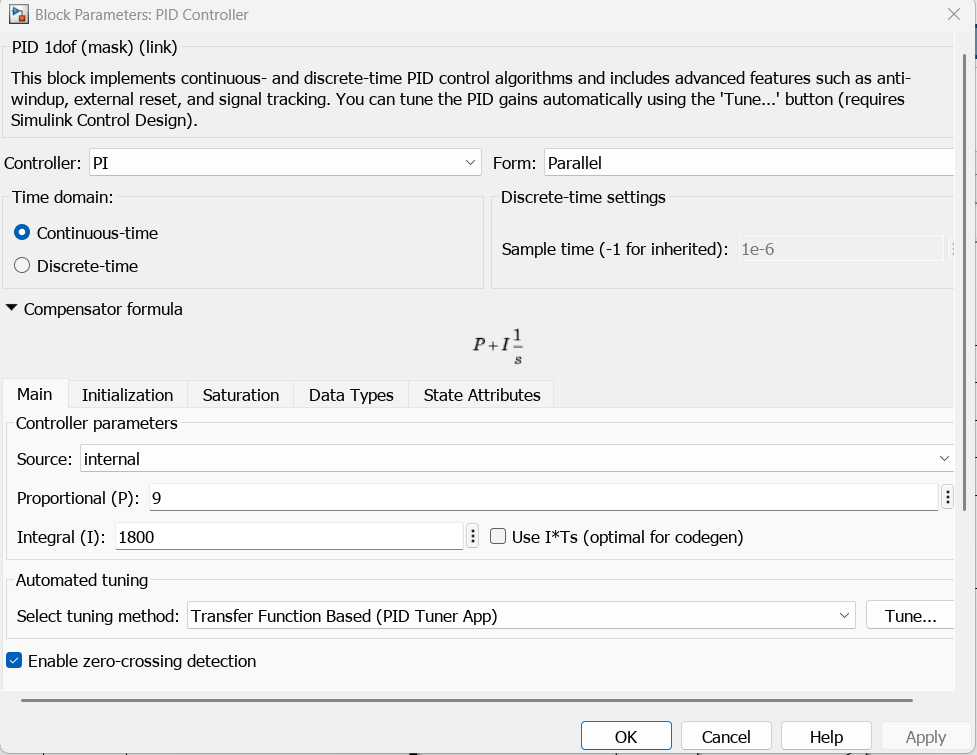 Block Parameters: PID Controller
PID 1dof (mask) (link)
This block implements continuous- and discrete-time PID control algorithms and includes advanced features such as anti-
windup, external reset, and signal tracking. You can tune the PID gains automatically using the 'Tune...' button (requires
Simulink Control Design).
Controller: PI Form: Parallel
Time domain: Discrete-time settings
Continuous-time
Sample time (-1 for inherited): 1e-6
Discrete-time
Compensator formula
P + I 1/s
Main Initialization Saturation Data Types State Attributes
Controller parameters
Source: internal
Proportional (P): 9
Integral (I): 1800 Use I*Ts (optimal for codegen)
Automated tuning
Select tuning method: Transfer Function Based (PID Tuner App) Tune...
Enable zero-crossing detection
OK Cancel Help Apply